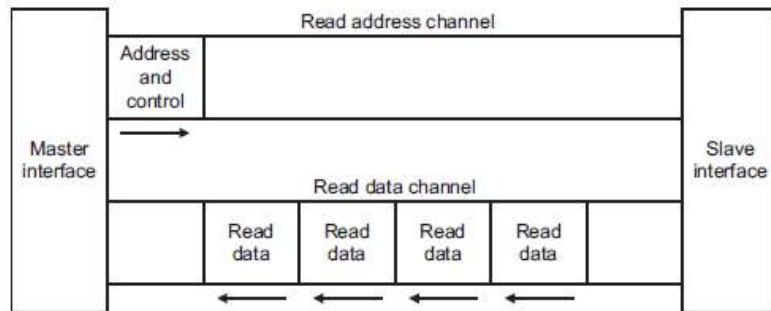 Read address channel
Address
and
control
Master
interface
Slave
interface
Read data channel
Read
data
Read
data
Read
data
Read
data